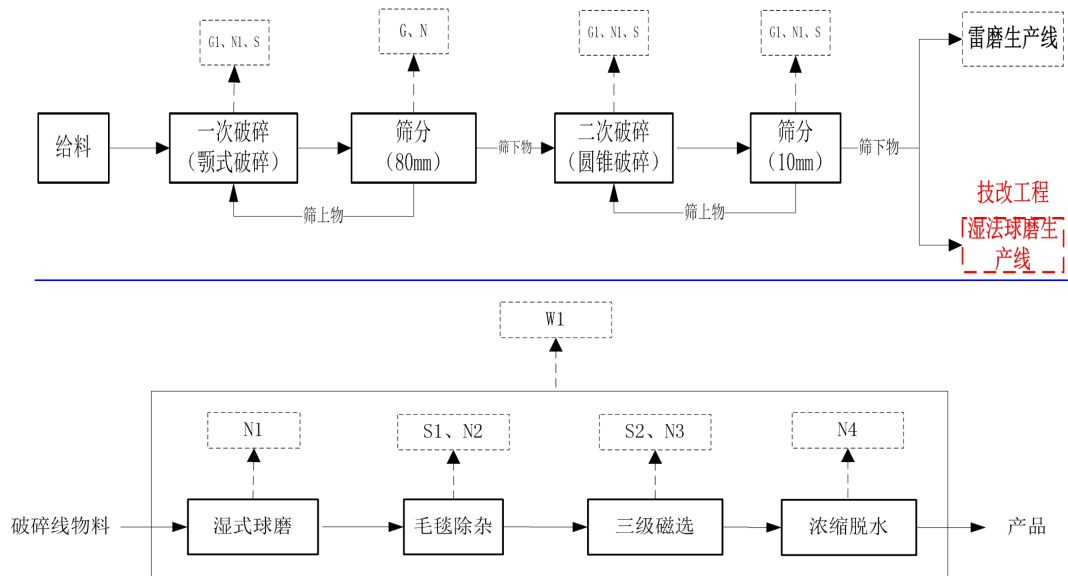 G1、N1、S
G、N
G1、N1、S
G1、N1、S
雷磨生产线
给料
一次破碎
(颚式破碎)
筛分
(80mm)
筛下物
二次破碎
(圆锥破碎)
筛分
(10mm)
筛下物
筛上物
筛上物
技改工程
湿法球磨生
产线
W1
N1
S1、N2
S2、N3
N4
破碎线物料
湿式球磨
毛毯除杂
三级磁选
浓缩脱水
产品